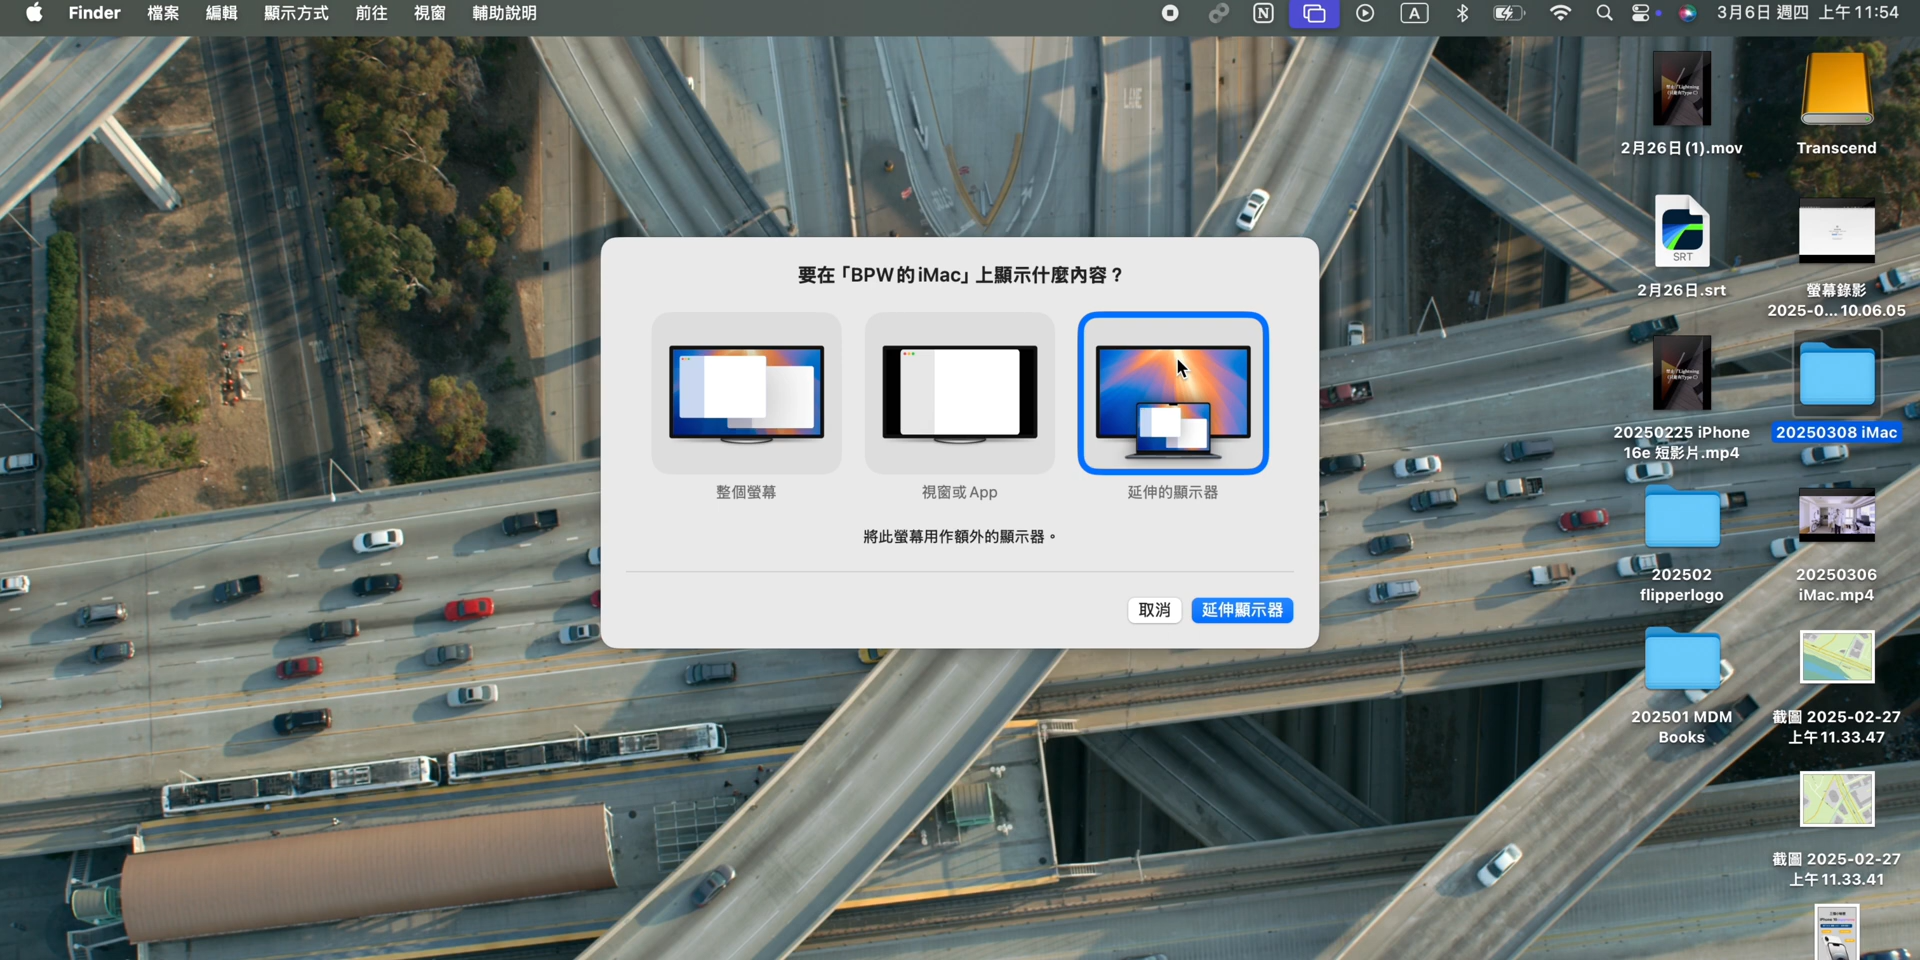 Finder 檔案 編輯 顯示方式 前往 視窗 輔助說明 A 3月6日 週四 上午11:54
要在「BPW的iMac」上顯示什麼內容？
整個螢幕 視窗或App 延伸的顯示器
將此螢幕用作額外的顯示器。
取消 延伸顯示器
2月26日(1).mov
Transcend
SRT
2月26日.srt
螢幕錄影
2025-0... 10.06.05
20250225 iPhone
16e 短影片.mp4
20250308 iMac
202502
flipperlogo
20250306
iMac.mp4
202501 MDM
Books
截圖 2025-02-27
上午11.33.47
截圖 2025-02-27
上午11.33.41
LANE